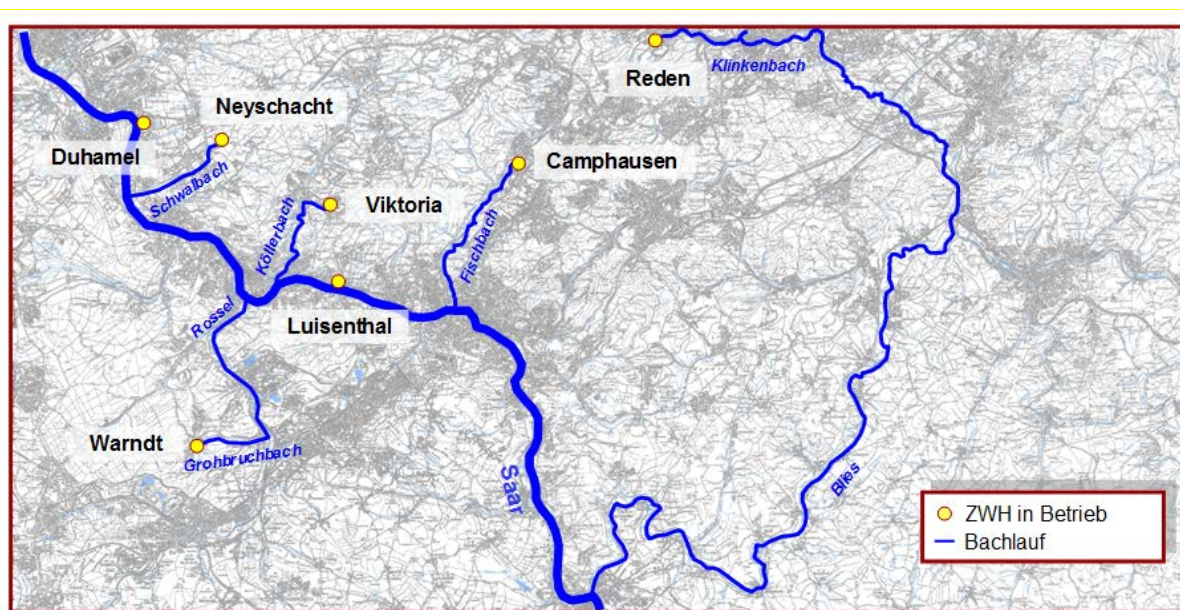 Reden
Klinkenbach
Neyschacht
Duhamel
Schwalbach
Camphausen
Viktoria
Köllerbach
Fischbach
Rossel
Luisenthal
Warndt
Grohbruchbach
Saar
Blies
ZWH in Betrieb
Bachlauf